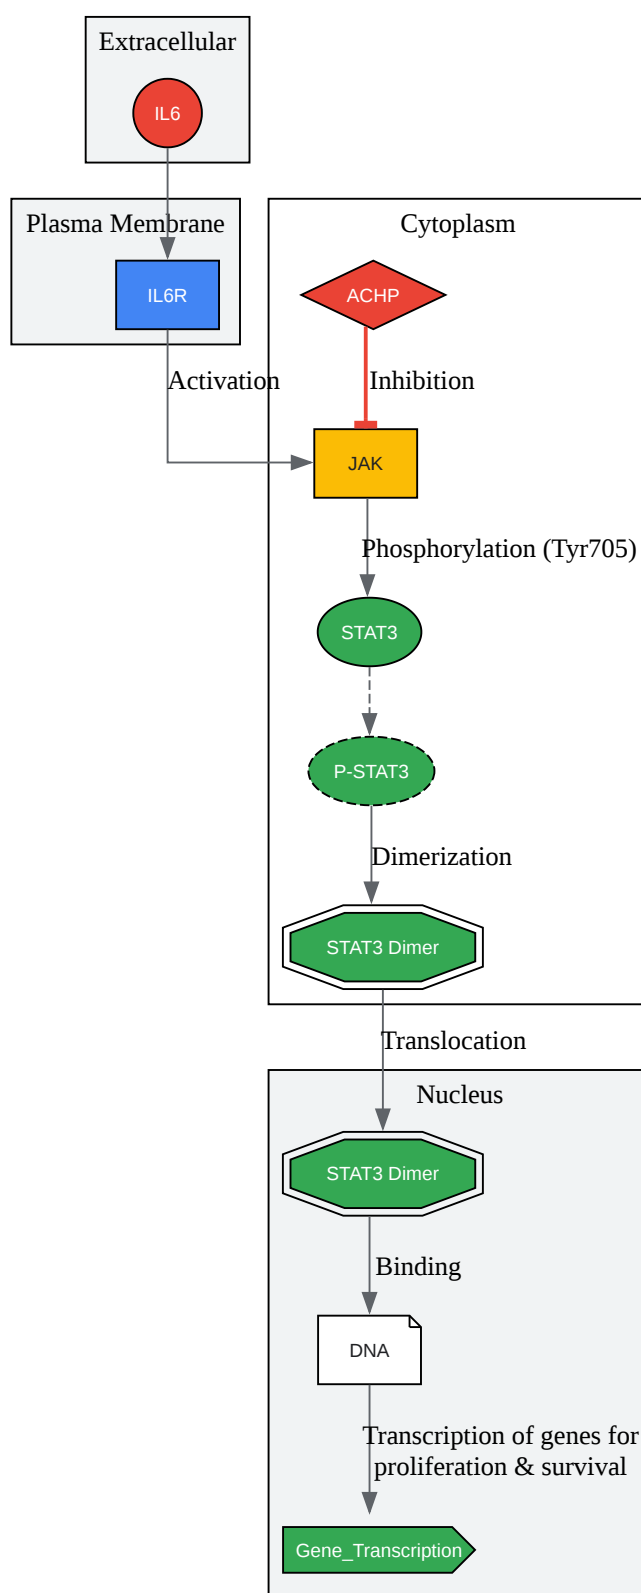 Extracellular
IL6
Plasma Membrane
IL6R
Cytoplasm
ACHP
Activation
Inhibition
JAK
Phosphorylation (Tyr705)
STAT3
P-STAT3
Dimerization
STAT3 Dimer
Translocation
Nucleus
STAT3 Dimer
Binding
DNA
Transcription of genes for
proliferation & survival
Gene_Transcription